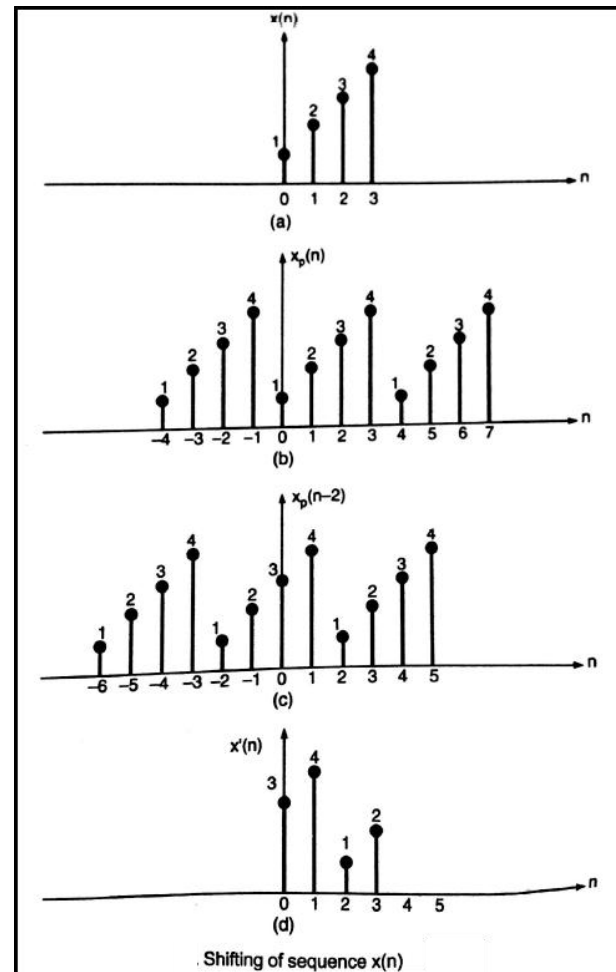 x(n)
4
3
2
1
n
0 1 2 3
(a)
x_p(n)
4 4 4
3 3 3
2 2 2
1 1 1
n
-4 -3 -2 -1 0 1 2 3 4 5 6 7
(b)
x_p(n-2)
4 4 4
3 3 3
2 2 2
1 1 1
n
-6 -5 -4 -3 -2 -1 0 1 2 3 4 5
(c)
x'(n)
4
3
2
1
n
0 1 2 3 4 5
(d)
Shifting of sequence x(n)